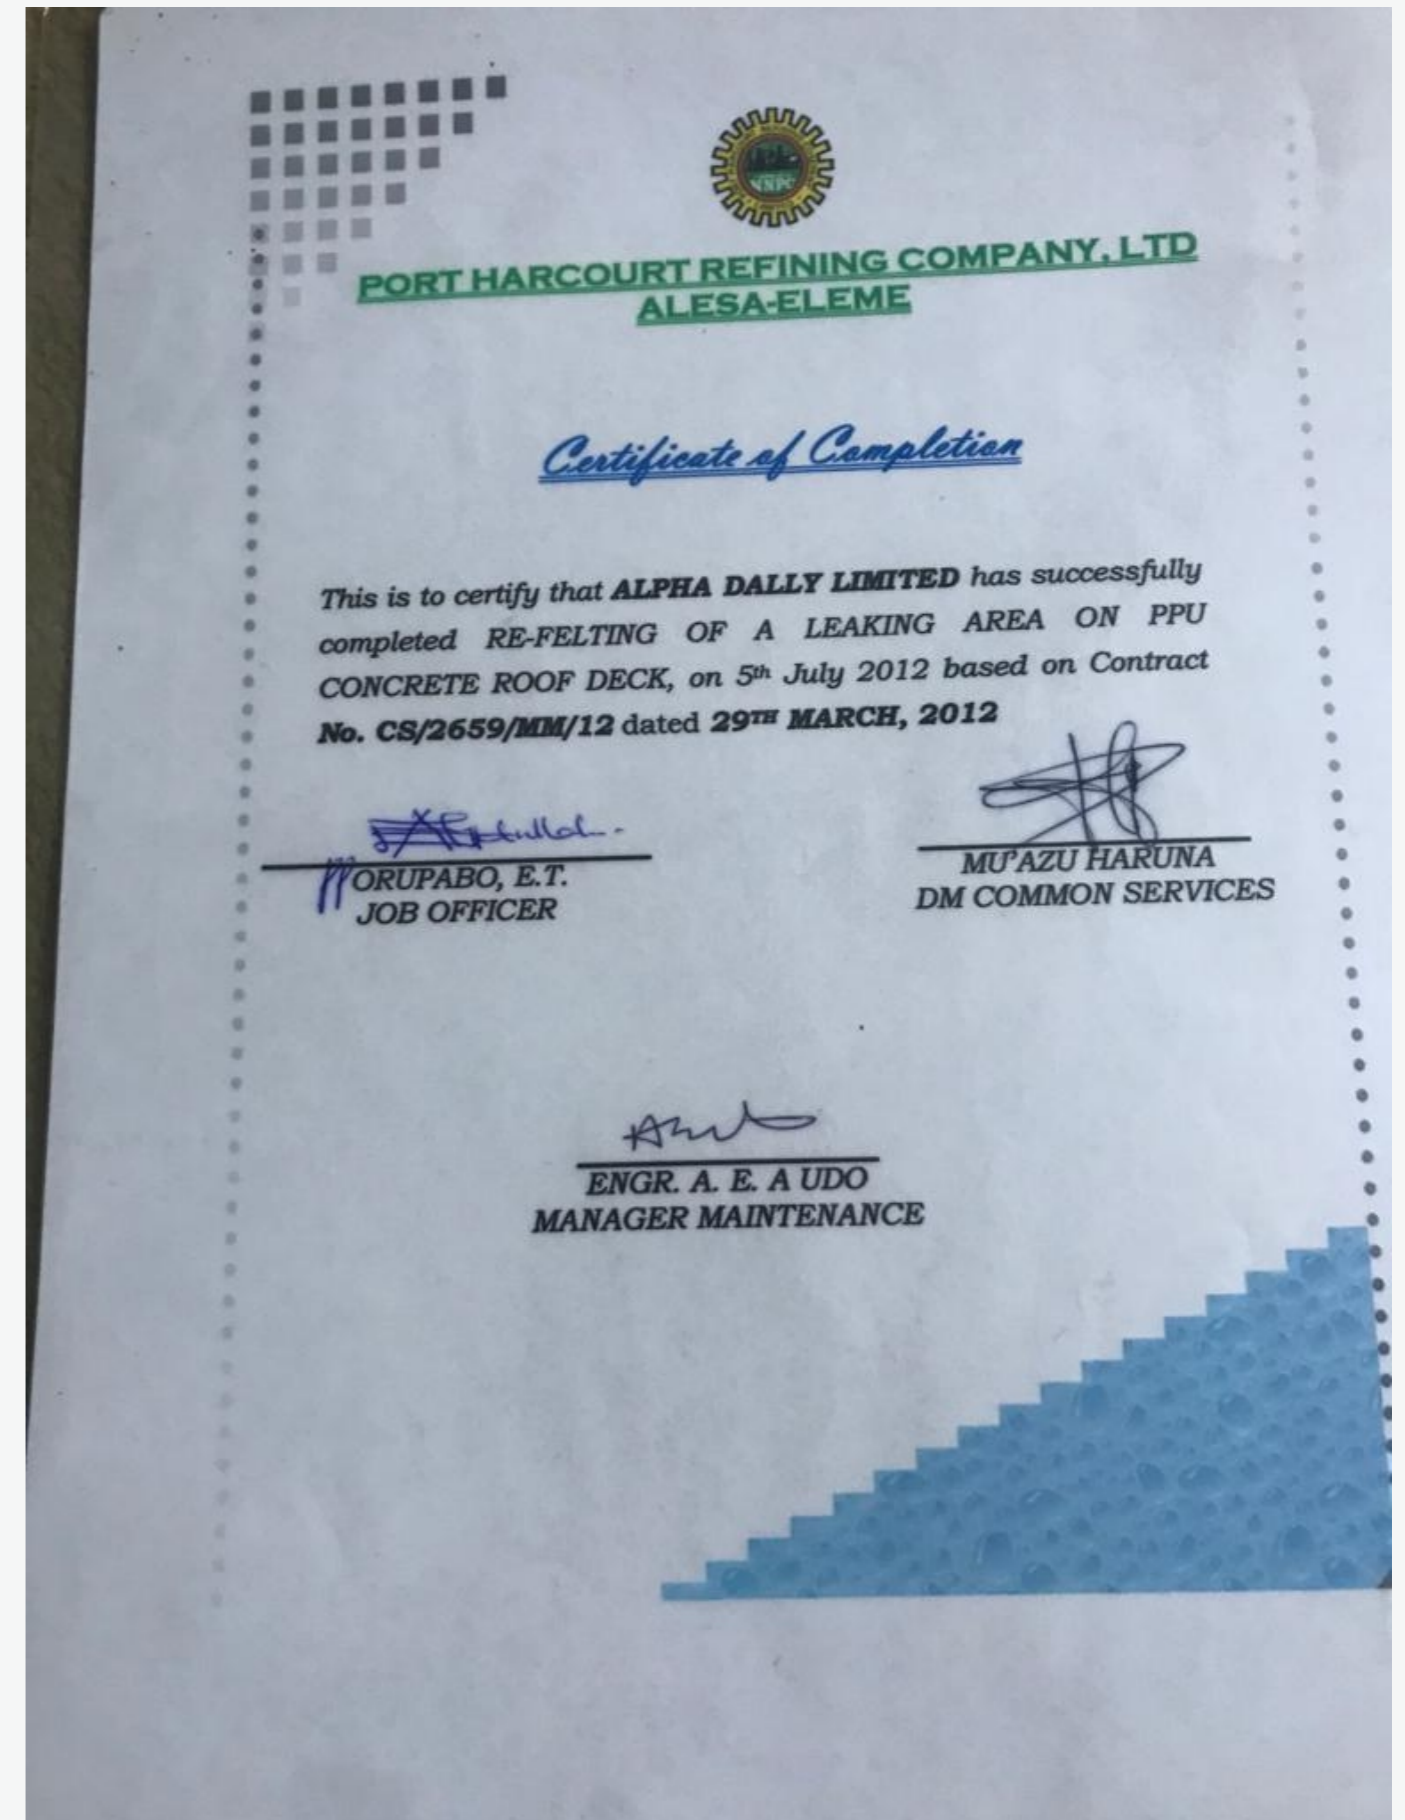 NNPC
PORT HARCOURT REFINING COMPANY, LTD
ALESA-ELEME
Certificate of Completion
This is to certify that ALPHA DALLY LIMITED has successfully
completed RE-FELTING OF A LEAKING AREA ON PPU
CONCRETE ROOF DECK, on 5th July 2012 based on Contract
No. CS/2659/MM/12 dated 29TH MARCH, 2012
PP ORUPABO, E.T.
JOB OFFICER
MU'AZU HARUNA
DM COMMON SERVICES
ENGR. A. E. A UDO
MANAGER MAINTENANCE